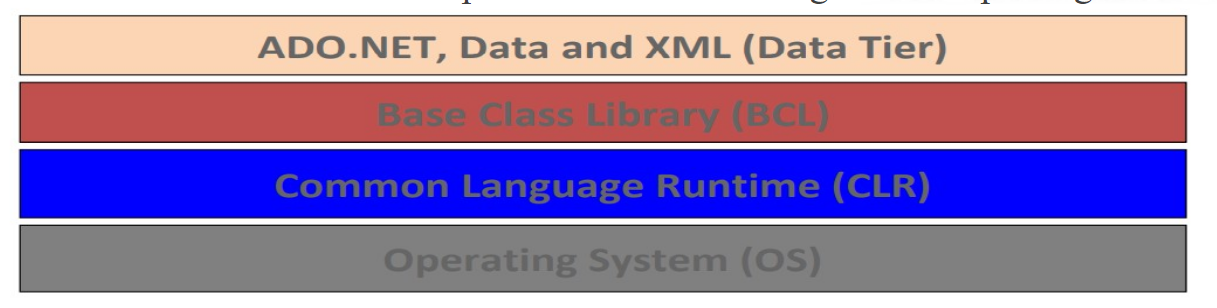 ADO.NET, Data and XML (Data Tier)
Base Class Library (BCL)
Common Language Runtime (CLR)
Operating System (OS)